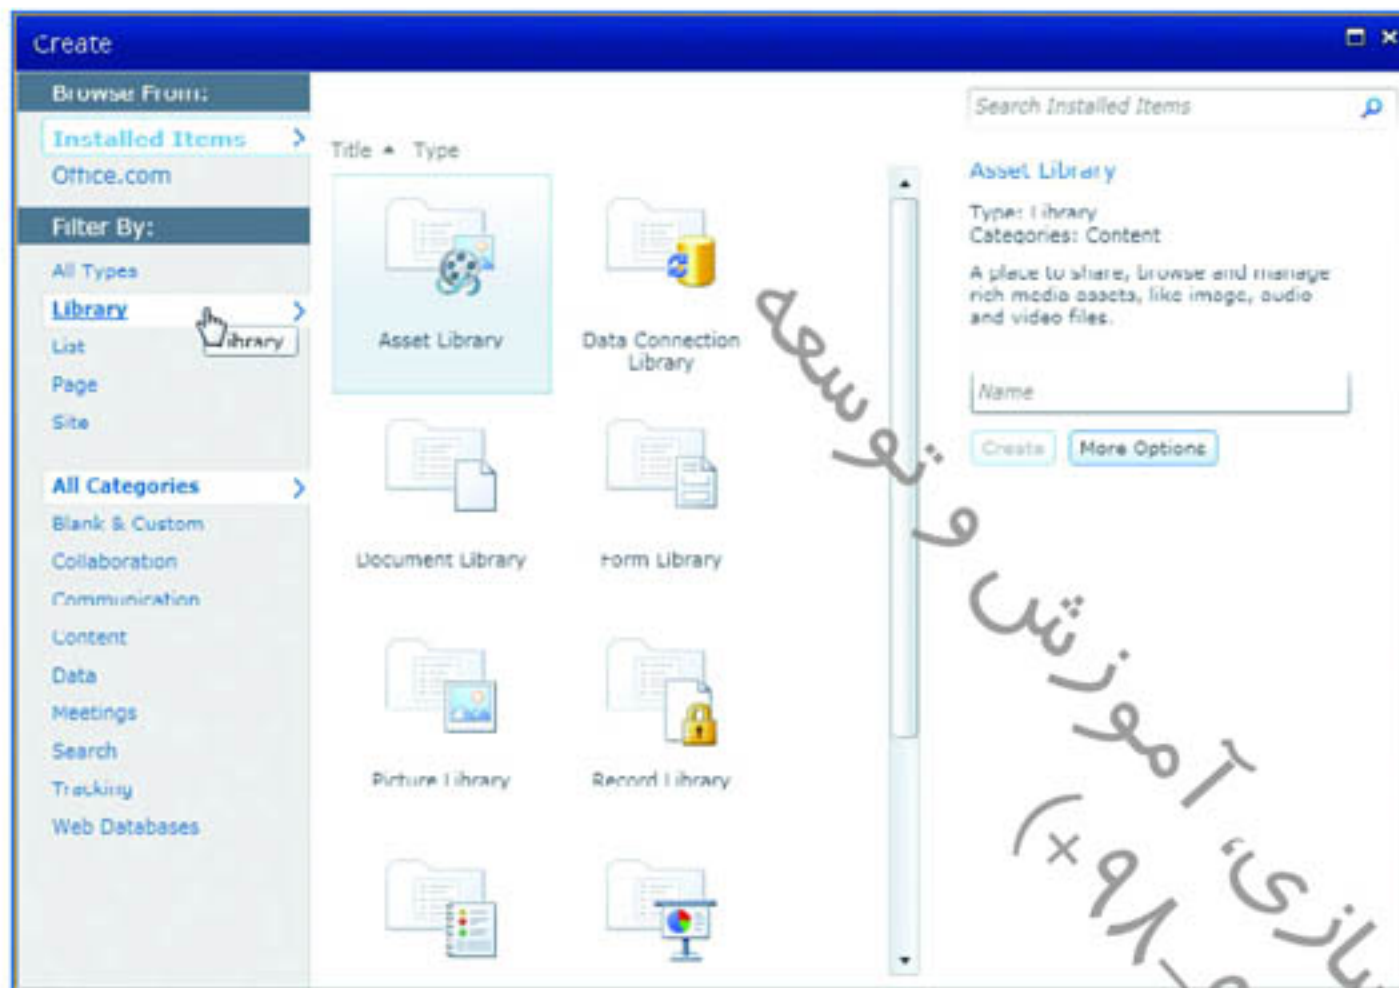 Create
Browse From:
Installed Items
Office.com
Filter By:
All Types
Library
Library
List
Page
Site
All Categories
Blank & Custom
Collaboration
Communication
Content
Data
Meetings
Search
Tracking
Web Databases
Title Type
Asset Library
Data Connection
Library
Document Library
Form Library
Picture Library
Record Library
Search Installed Items
Asset Library
Type: Library
Categories: Content
A place to share, browse and manage
rich media assets, like image, audio
and video files.
Name
Create More Options
آموزش و توسعه